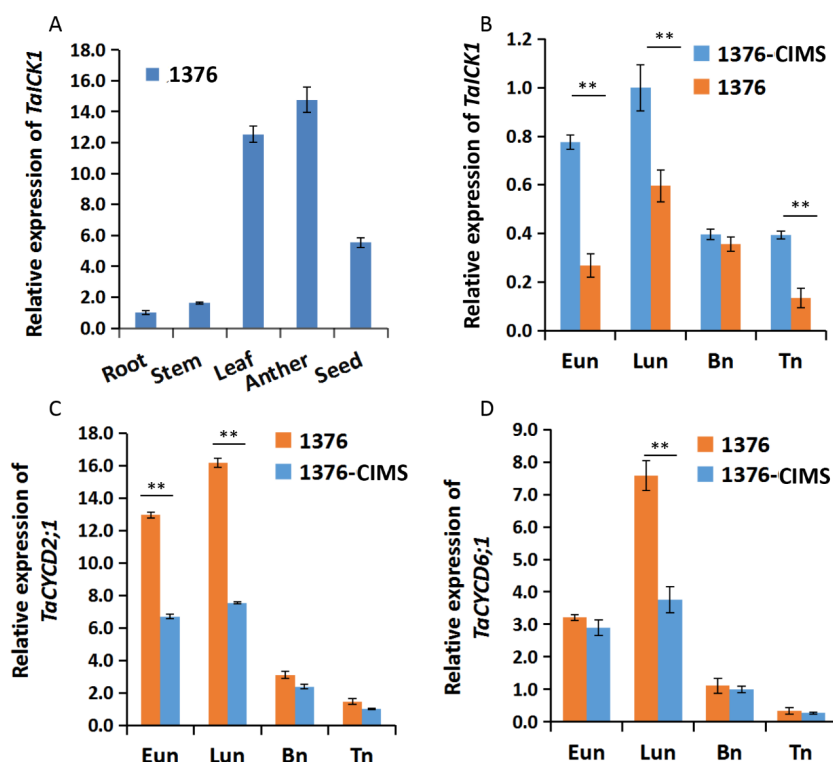 A
Relative expression of TaICK1
18.0
16.0
14.0
12.0
10.0
8.0
6.0
4.0
2.0
0.0
1376
Root
Stem
Leaf
Anther
Seed
B
Relative expression of TaICK1
1.2
1.0
0.8
0.6
0.4
0.2
0.0
**
**
**
1376-CIMS
1376
Eun
Lun
Bn
Tn
C
Relative expression of
TaCYCD2;1
18.0
16.0
14.0
12.0
10.0
8.0
6.0
4.0
2.0
0.0
**
**
1376
1376-CIMS
Eun
Lun
Bn
Tn
D
Relative expression of
TaCYCD6;1
9.0
8.0
7.0
6.0
5.0
4.0
3.0
2.0
1.0
0.0
**
1376
1376-CIMS
Eun
Lun
Bn
Tn